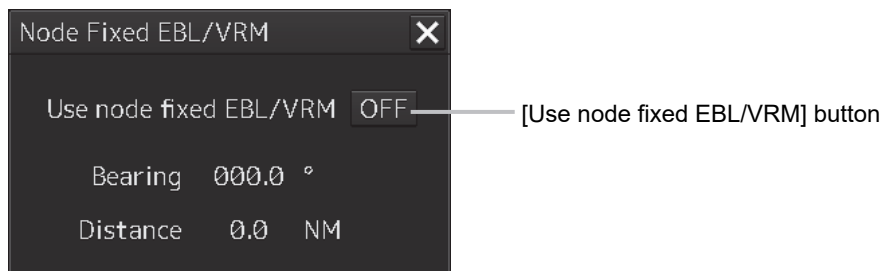 Node Fixed EBL/VRM
Use node fixed EBL/VRM OFF
[Use node fixed EBL/VRM] button
Bearing 000.0 °
Distance 0.0 NM